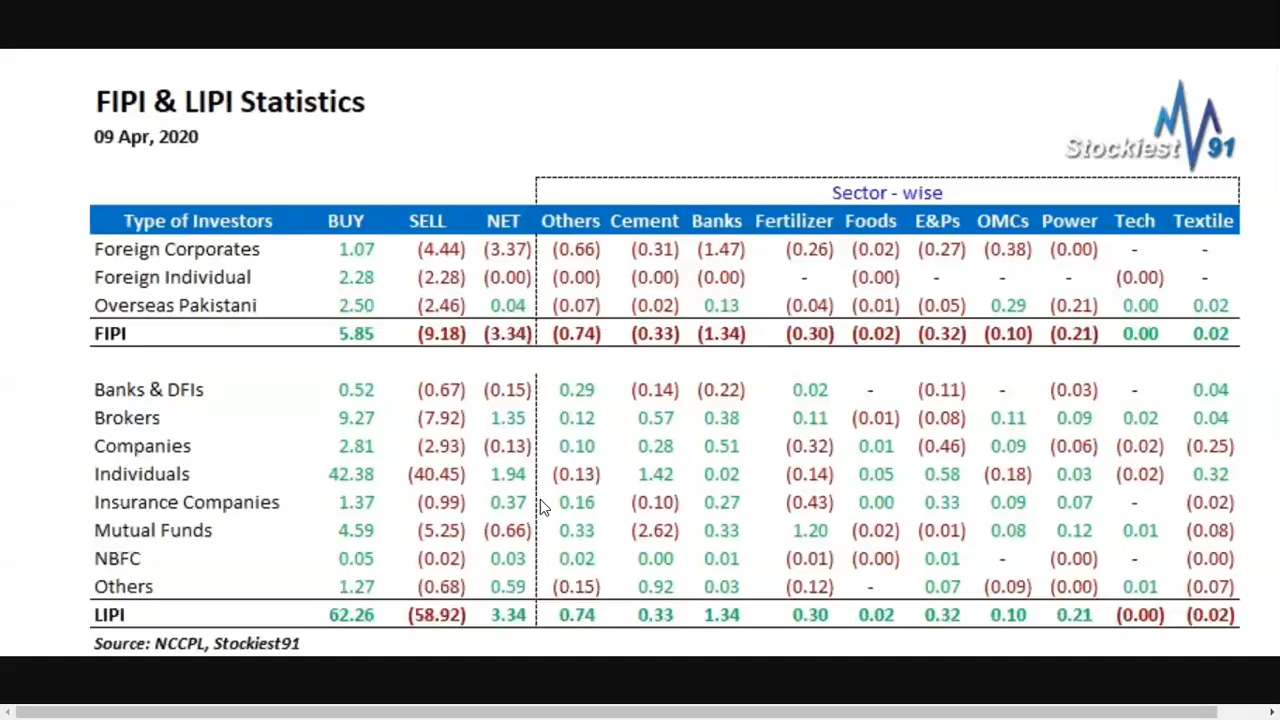 FIPI & LIPI Statistics
09 Apr, 2020
Stockiest 91
Sector - wise
Type of Investors BUY SELL NET Others Cement Banks Fertilizer Foods E&Ps OMCs Power Tech Textile
Foreign Corporates 1.07 (4.44) (3.37) (0.66) (0.31) (1.47) (0.26) (0.02) (0.27) (0.38) (0.00) - -
Foreign Individual 2.28 (2.28) (0.00) (0.00) (0.00) (0.00) - (0.00) - - - (0.00) -
Overseas Pakistani 2.50 (2.46) 0.04 (0.07) (0.02) 0.13 (0.04) (0.01) (0.05) 0.29 (0.21) 0.00 0.02
FIPI 5.85 (9.18) (3.34) (0.74) (0.33) (1.34) (0.30) (0.02) (0.32) (0.10) (0.21) 0.00 0.02
Banks & DFIs 0.52 (0.67) (0.15) 0.29 (0.14) (0.22) 0.02 - (0.11) - (0.03) - 0.04
Brokers 9.27 (7.92) 1.35 0.12 0.57 0.38 0.11 (0.01) (0.08) 0.11 0.09 0.02 0.04
Companies 2.81 (2.93) (0.13) 0.10 0.28 0.51 (0.32) 0.01 (0.46) 0.09 (0.06) (0.02) (0.25)
Individuals 42.38 (40.45) 1.94 (0.13) 1.42 0.02 (0.14) 0.05 0.58 (0.18) 0.03 (0.02) 0.32
Insurance Companies 1.37 (0.99) 0.37 0.16 (0.10) 0.27 (0.43) 0.00 0.33 0.09 0.07 - (0.02)
Mutual Funds 4.59 (5.25) (0.66) 0.33 (2.62) 0.33 1.20 (0.02) (0.01) 0.08 0.12 0.01 (0.08)
NBFC 0.05 (0.02) 0.03 0.02 0.00 0.01 (0.01) (0.00) 0.01 - (0.00) - (0.00)
Others 1.27 (0.68) 0.59 (0.15) 0.92 0.03 (0.12) - 0.07 (0.09) (0.00) 0.01 (0.07)
LIPI 62.26 (58.92) 3.34 0.74 0.33 1.34 0.30 0.02 0.32 0.10 0.21 (0.00) (0.02)
Source: NCCPL, Stockiest91